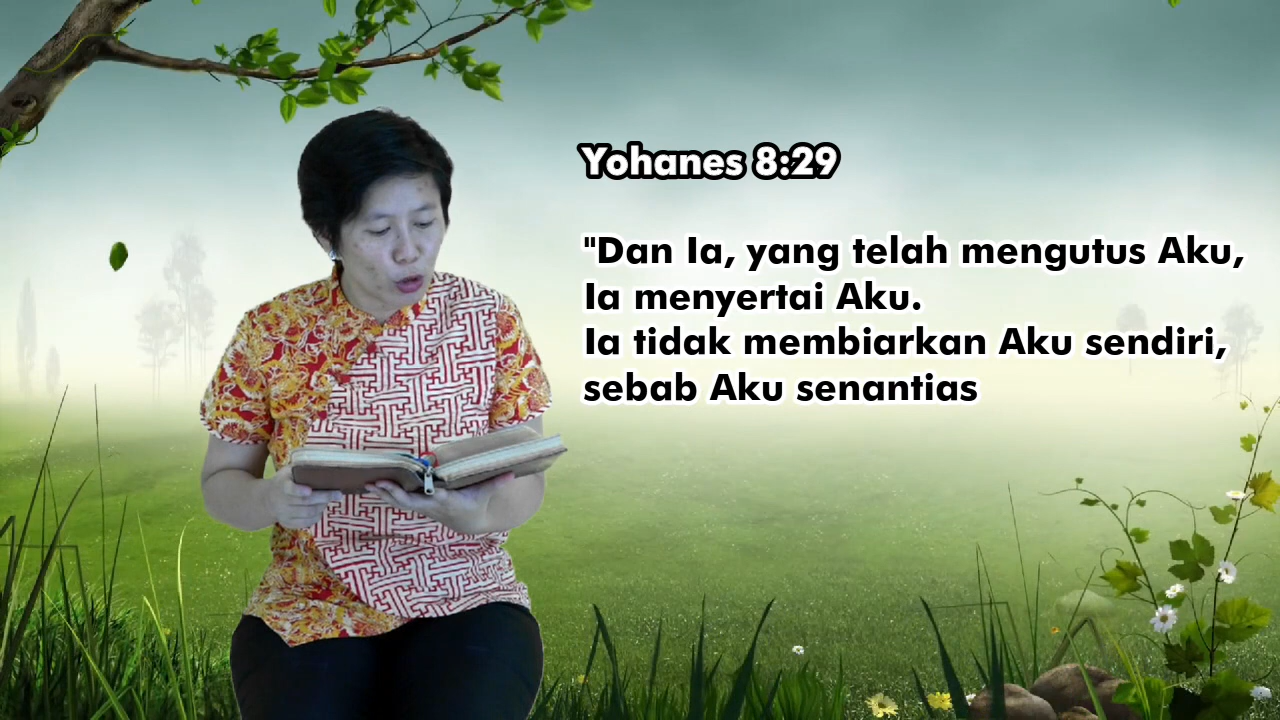 Yohanes 8:29
"Dan Ia, yang telah mengutus Aku,
Ia menyertai Aku.
Ia tidak membiarkan Aku sendiri,
sebab Aku senantias